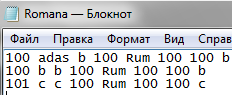 Romana — Блокнот
Файл Правка Формат Вид Справ
100 adas b 100 Rum 100 100 b
100 b b 100 Rum 100 100 b
101 c c 100 Rum 100 100 c